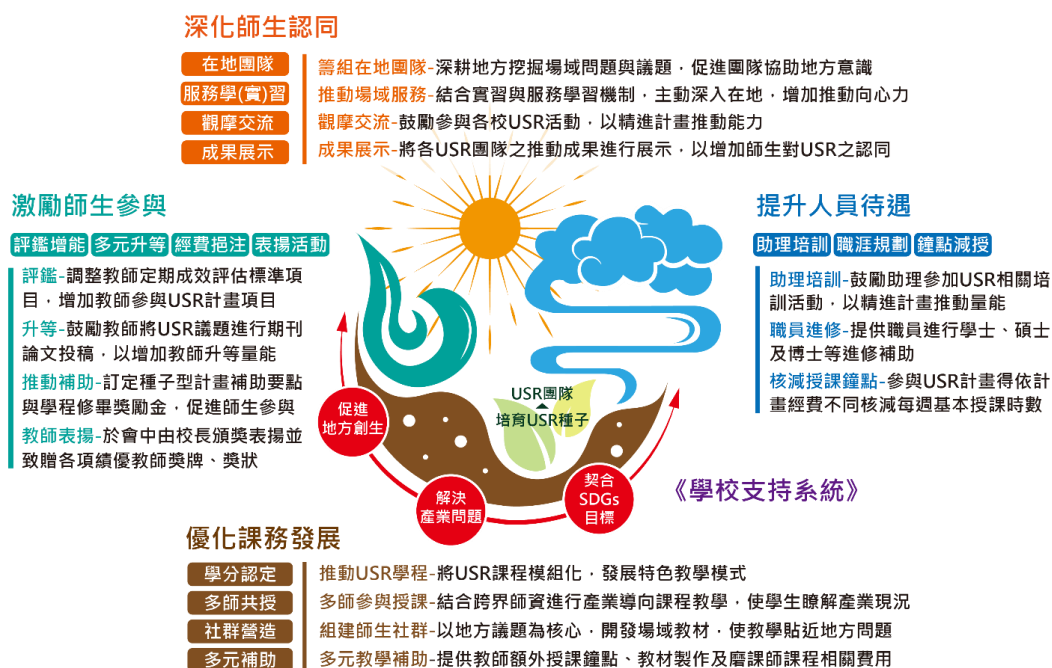 深化師生認同
在地團隊
籌組在地團隊-深耕地方挖掘場域問題與議題，促進團隊協助地方意識
服務學(實)習
推動場域服務-結合實習與服務學習機制，主動深入在地，增加推動向心力
觀摩交流
觀摩交流-鼓勵參與各校USR活動，以精進計畫推動能力
成果展示
成果展示-將各USR團隊之推動成果進行展示，以增加師生對USR之認同
激勵師生參與
評鑑增能 多元升等 經費挹注 表揚活動
評鑑-調整教師定期成效評估標準項
目，增加教師參與USR計畫項目
升等-鼓勵教師將USR議題進行期刊
論文投稿，以增加教師升等量能
推動補助-訂定種子型計畫補助要點
與學程修畢獎勵金，促進師生參與
教師表揚-於會中由校長頒獎表揚並
致贈各項績優教師獎牌、獎狀
提升人員待遇
助理培訓 職涯規劃 鐘點減授
助理培訓-鼓勵助理參加USR相關培
訓活動，以精進計畫推動量能
職員進修-提供職員進行學士、碩士
及博士等進修補助
核減授課鐘點-參與USR計畫得依計
畫經費不同核減每週基本授課時數
USR團隊
培育USR種子
促進
地方創生
解決
產業問題
契合
SDGs
目標
《學校支持系統》
優化課務發展
學分認定
推動USR學程-將USR課程模組化，發展特色教學模式
多師共授
多師參與授課-結合跨界師資進行產業導向課程教學，使學生瞭解產業現況
社群營造
組建師生社群-以地方議題為核心，開發場域教材，使教學貼近地方問題
多元補助
多元教學補助-提供教師額外授課鐘點、教材製作及磨課師課程相關費用